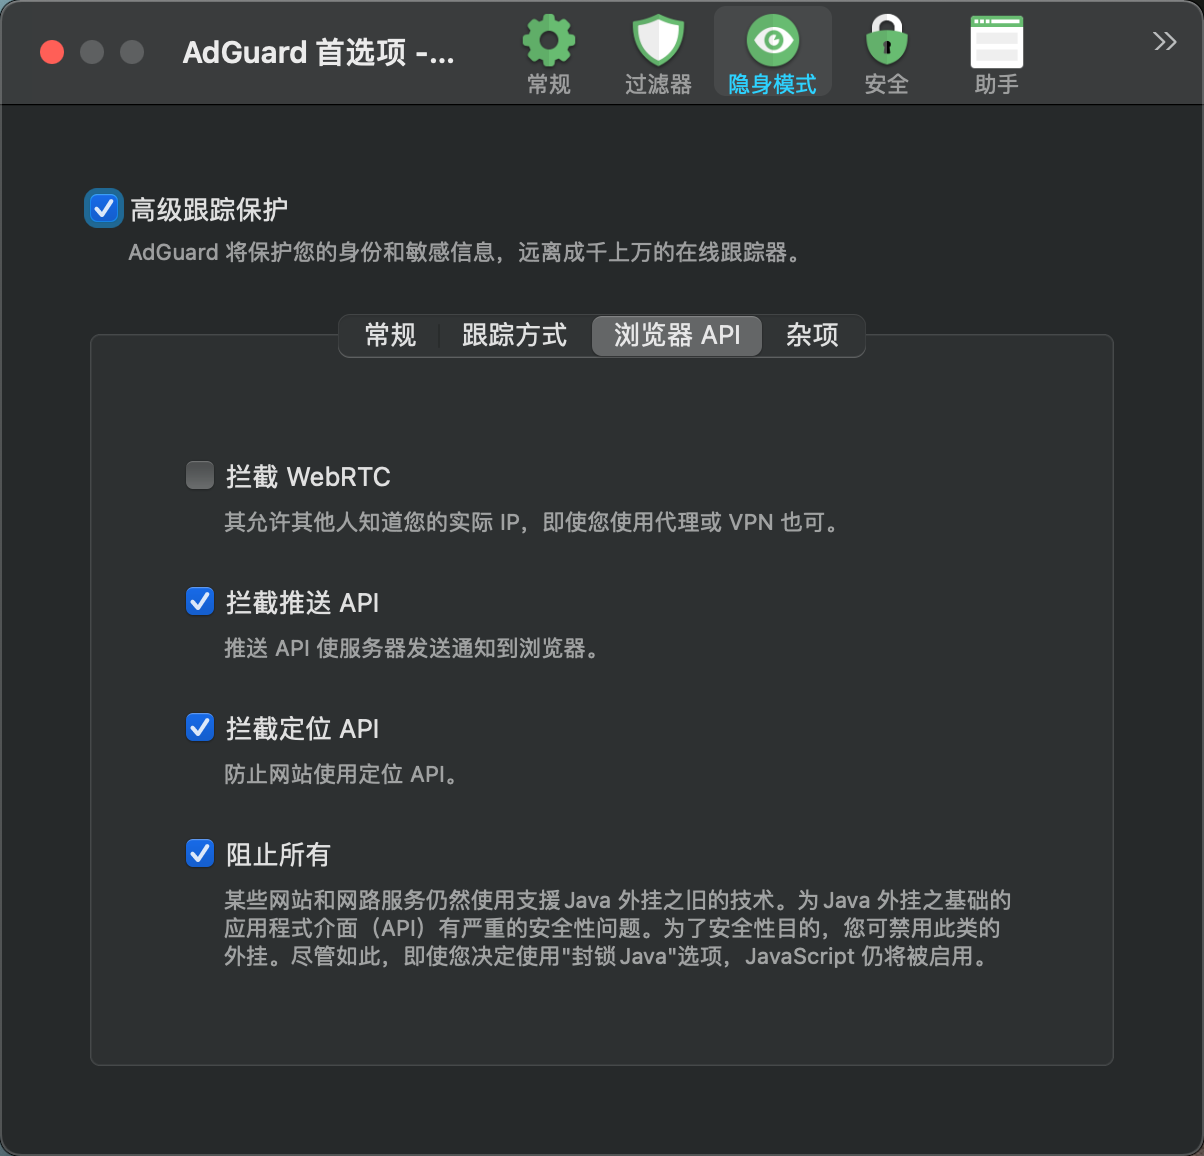 AdGuard 首选项 -...
常规
过滤器
隐身模式
安全
助手
高级跟踪保护
AdGuard 将保护您的身份和敏感信息，远离成千上万的在线跟踪器。
常规
跟踪方式
浏览器 API
杂项
拦截 WebRTC
其允许其他人知道您的实际 IP，即使您使用代理或 VPN 也可。
拦截推送 API
推送 API 使服务器发送通知到浏览器。
拦截定位 API
防止网站使用定位 API。
阻止所有
某些网站和网路服务仍然使用支援 Java 外挂之旧的技术。为 Java 外挂之基础的
应用程式介面（API）有严重的安全性问题。为了安全性目的，您可禁用此类的
外挂。尽管如此，即使您决定使用"封锁 Java"选项，JavaScript 仍将被启用。